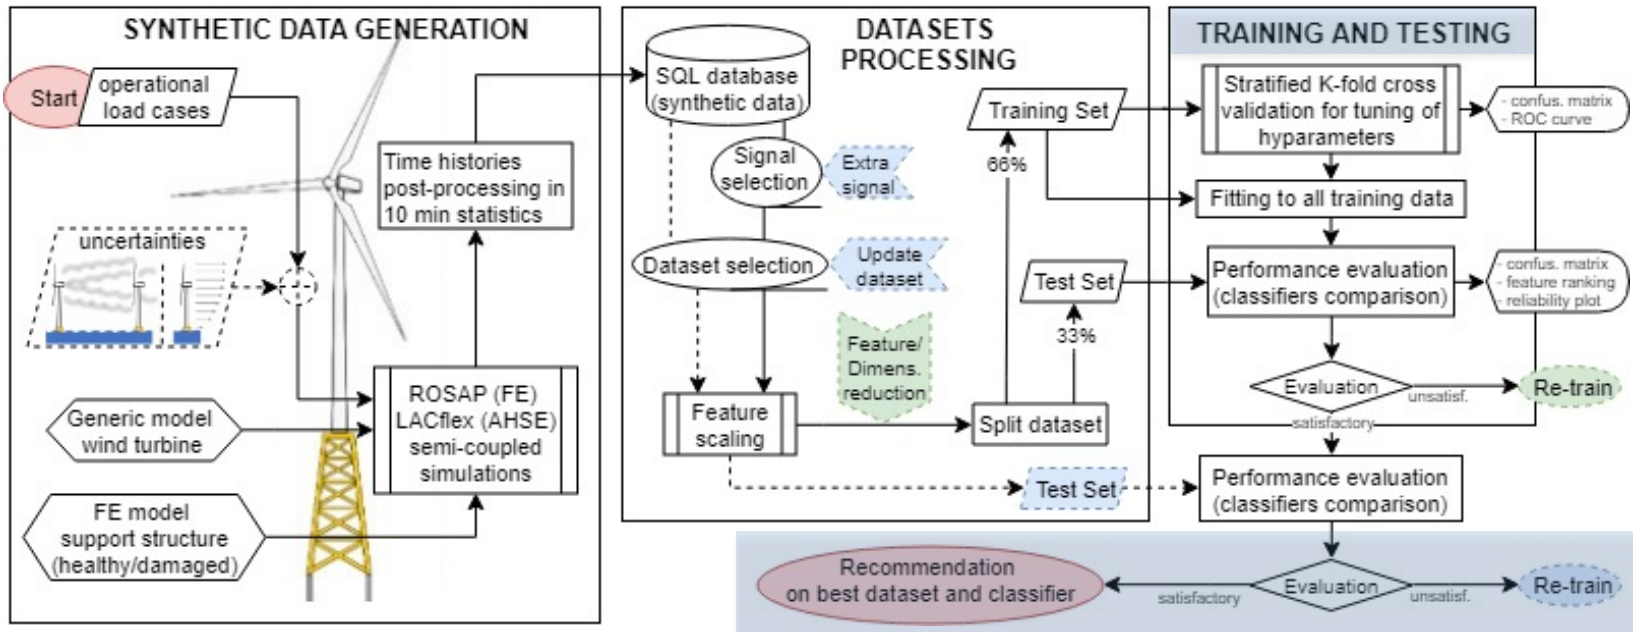 SYNTHETIC DATA GENERATION
Start
operational
load cases
uncertainties
Generic model
wind turbine
FE model
support structure
(healthy/damaged)
Time histories
post-processing in
10 min statistics
ROSAP (FE)
LACflex (AHSE)
semi-coupled
simulations
DATASETS
PROCESSING
SQL database
(synthetic data)
Signal
selection
Extra
signal
Dataset selection
Update
dataset
Feature/
Dimens.
reduction
Feature
scaling
Split dataset
66%
33%
Training Set
Test Set
Test Set
TRAINING AND TESTING
Stratified K-fold cross
validation for tuning of
hyparameters
- confus. matrix
- ROC curve
Fitting to all training data
Performance evaluation
(classifiers comparison)
- confus. matrix
- feature ranking
- reliability plot
Evaluation
unsatisf.
Re-train
satisfactory
Performance evaluation
(classifiers comparison)
Evaluation
unsatisf.
Re-train
satisfactory
Recommendation
on best dataset and classifier